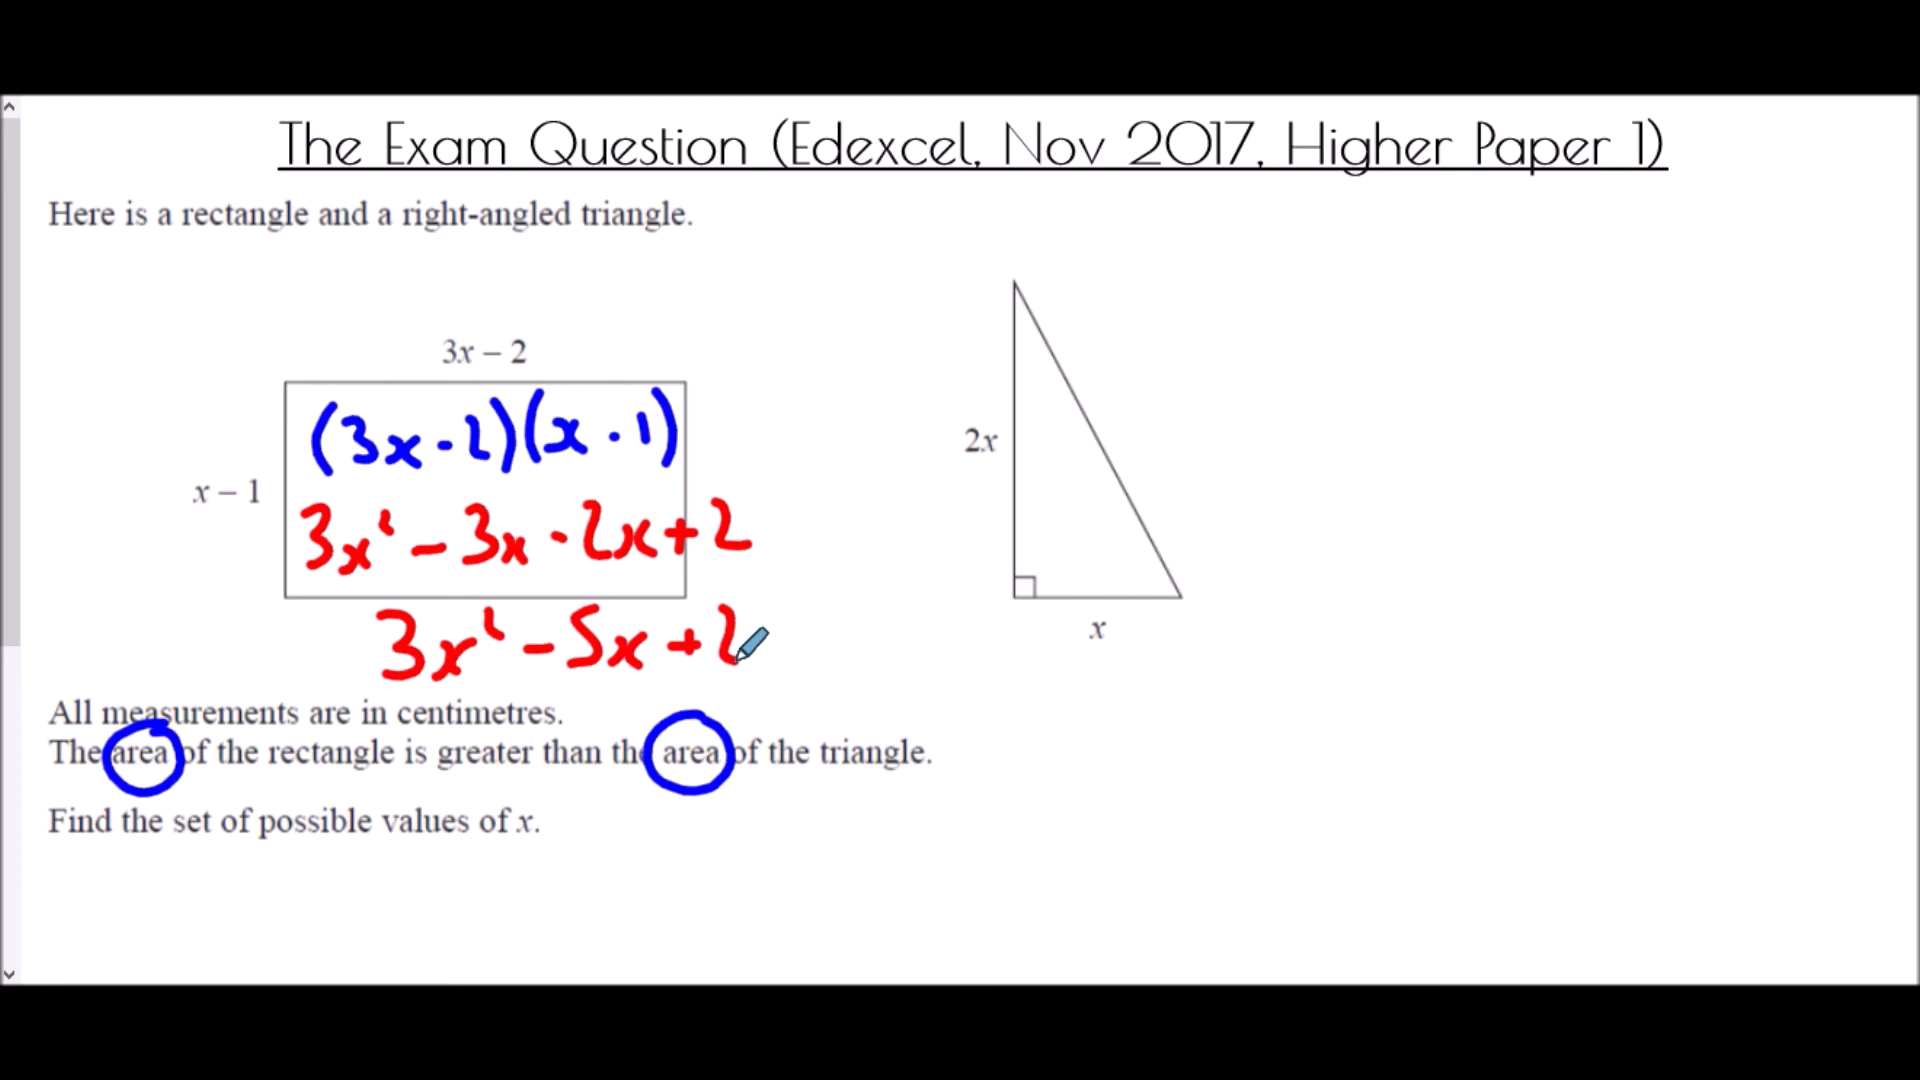 The Exam Question (Edexcel, Nov 2017, Higher Paper 1)
Here is a rectangle and a right-angled triangle.
3x – 2
(3x - 2)(x - 1)
2x
x – 1
3x² - 3x - 2x + 2
x
3x² - 5x + 2
All measurements are in centimetres.
The area of the rectangle is greater than the area of the triangle.
Find the set of possible values of x.